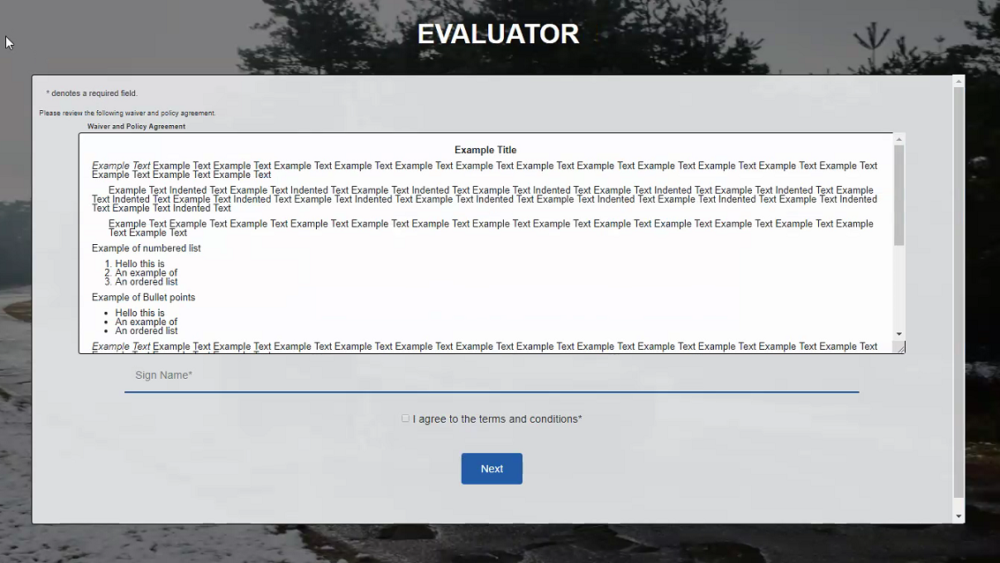 EVALUATOR
* denotes a required field.
Please review the following waiver and policy agreement.
Waiver and Policy Agreement
Example Title
Example Text Example Text Example Text Example Text Example Text Example Text Example Text Example Text Example Text Example Text Example Text Example Text Example Text
Example Text Example Text Example Text
Example Text Indented Text Example Text Indented Text Example Text Indented Text Example Text Indented Text Example Text Indented Text Example Text Indented Text Example
Text Indented Text Example Text Indented Text Example Text Indented Text Example Text Indented Text Example Text Indented Text Example Text Indented Text Example Text Indented
Text Example Text Indented Text
Example Text Example Text Example Text Example Text Example Text Example Text Example Text Example Text Example Text Example Text Example Text Example Text Example
Text Example Text
Example of numbered list
1. Hello this is
2. An example of
3. An ordered list
Example of Bullet points
• Hello this is
• An example of
• An ordered list
Example Text Example Text Example Text Example Text Example Text Example Text Example Text Example Text Example Text Example Text Example Text Example Text Example Text
Sign Name*
I agree to the terms and conditions*
Next